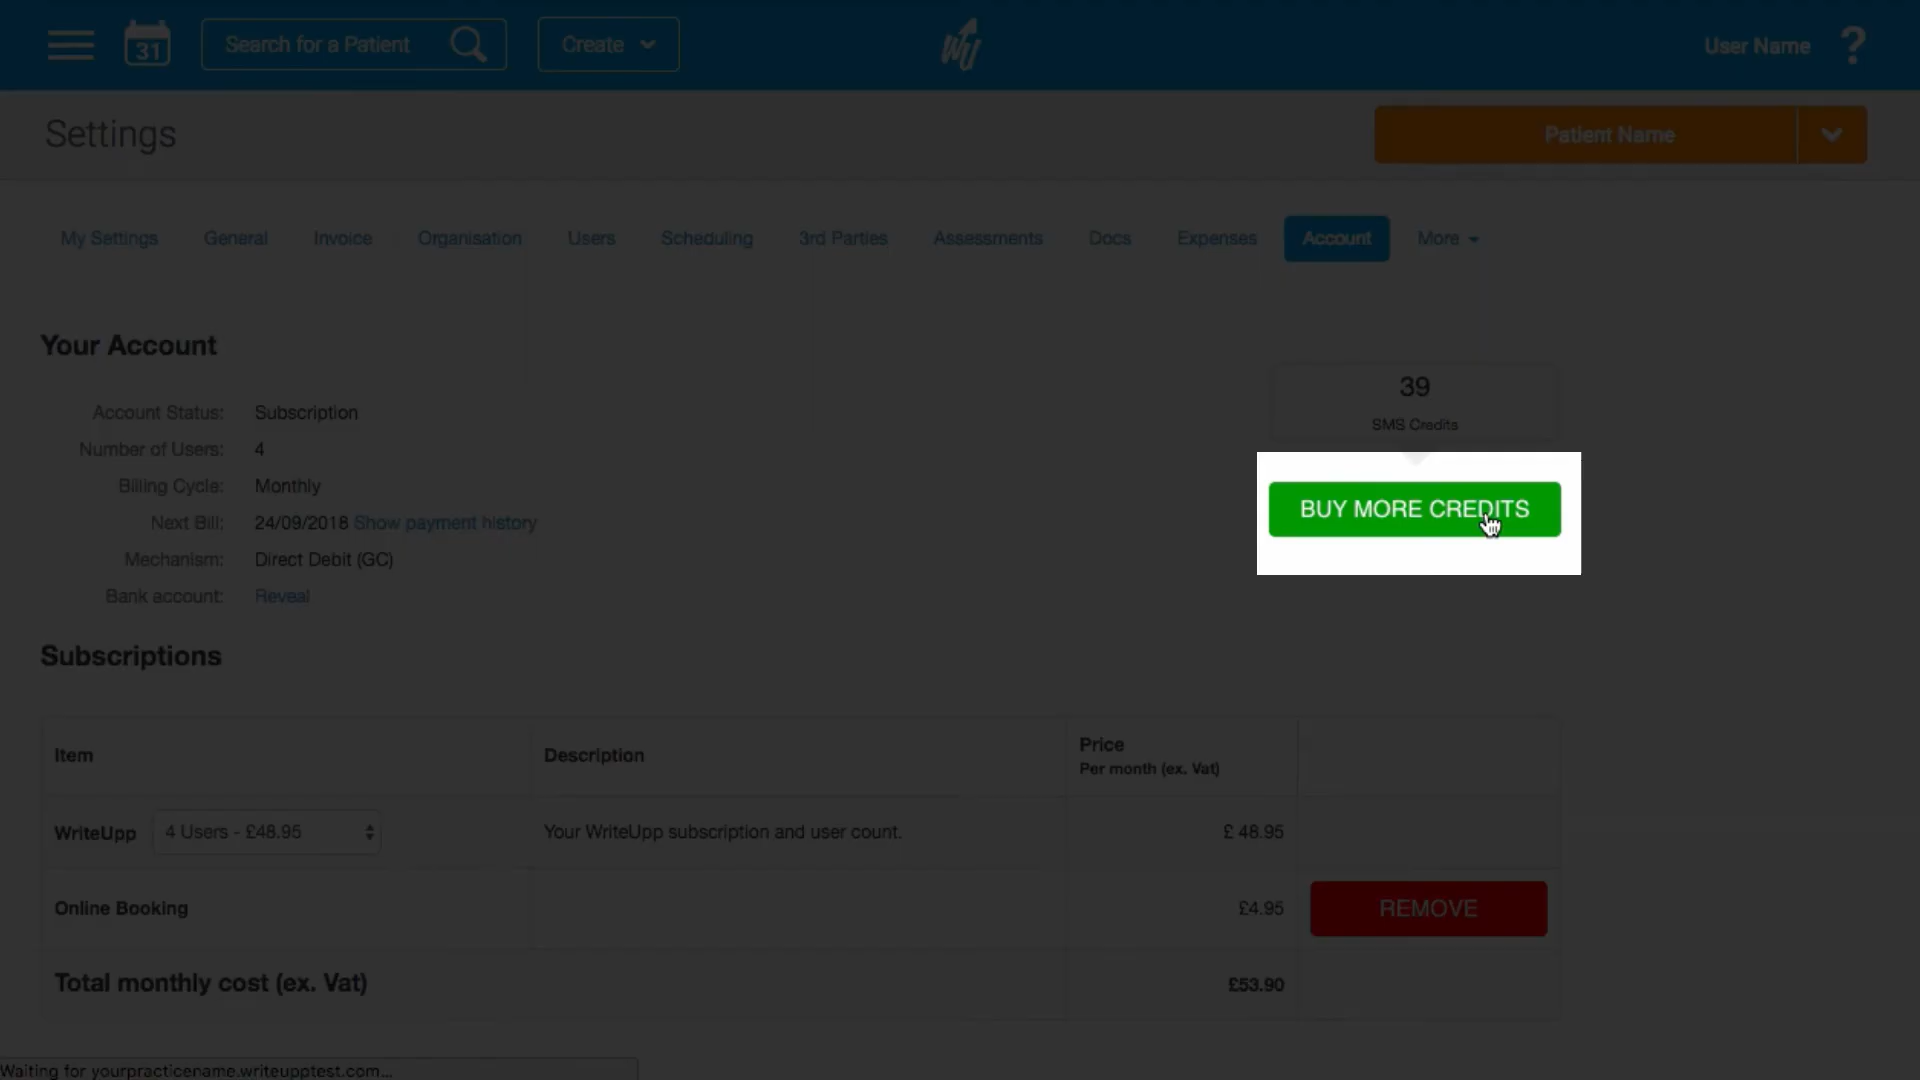 31 Search for a Patient Create User Name ?
Settings
Patient Name
My Settings General Invoice Organisation Users Scheduling 3rd Parties Assessments Docs Expenses Account More
Your Account
39
SMS Credits
BUY MORE CREDITS
Account Status: Subscription
Number of Users: 4
Billing Cycle: Monthly
Next Bill: 24/09/2018 Show payment history
Mechanism: Direct Debit (GC)
Bank account: Reveal
Subscriptions
Item Description Price
Per month (ex. Vat)
WriteUpp 4 Users - £48.95 Your WriteUpp subscription and user count. £ 48.95
Online Booking £4.95 REMOVE
Total monthly cost (ex. Vat) £53.90
Waiting for yourpracticename.writeupptest.com...